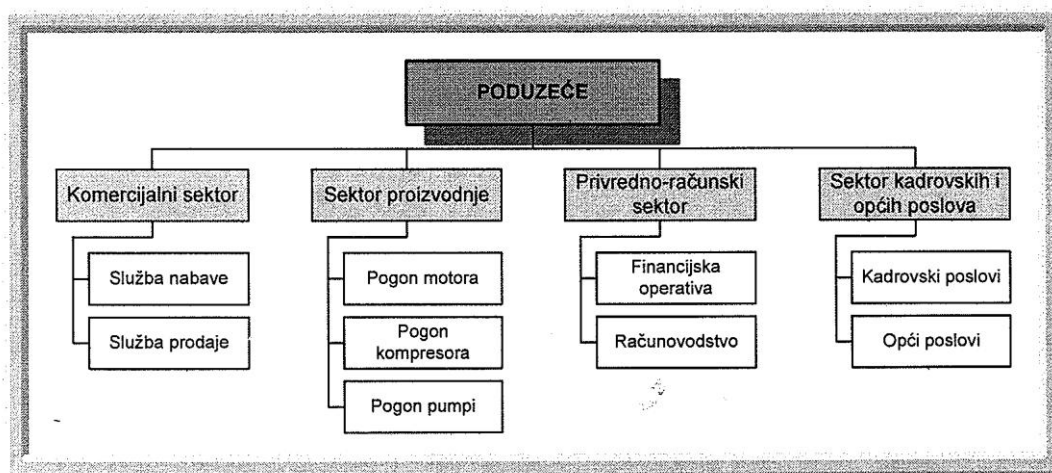 PODUZEĆE
Komercijalni sektor
Sektor proizvodnje
Privredno-računski
sektor
Sektor kadrovskih i
općih poslova
Služba nabave
Pogon motora
Financijska
operativa
Kadrovski poslovi
Služba prodaje
Pogon
kompresora
Računovodstvo
Opći poslovi
Pogon pumpi